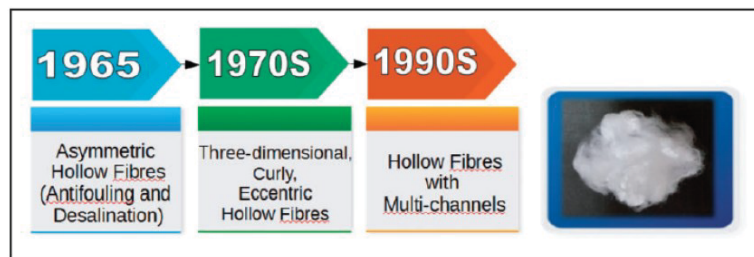 1965
1970S
1990S
Asymmetric
Hollow Fibres
(Antifouling and
Desalination)
Three-dimensional,
Curly,
Eccentric
Hollow Fibres
Hollow Fibres
with
Multi-channels